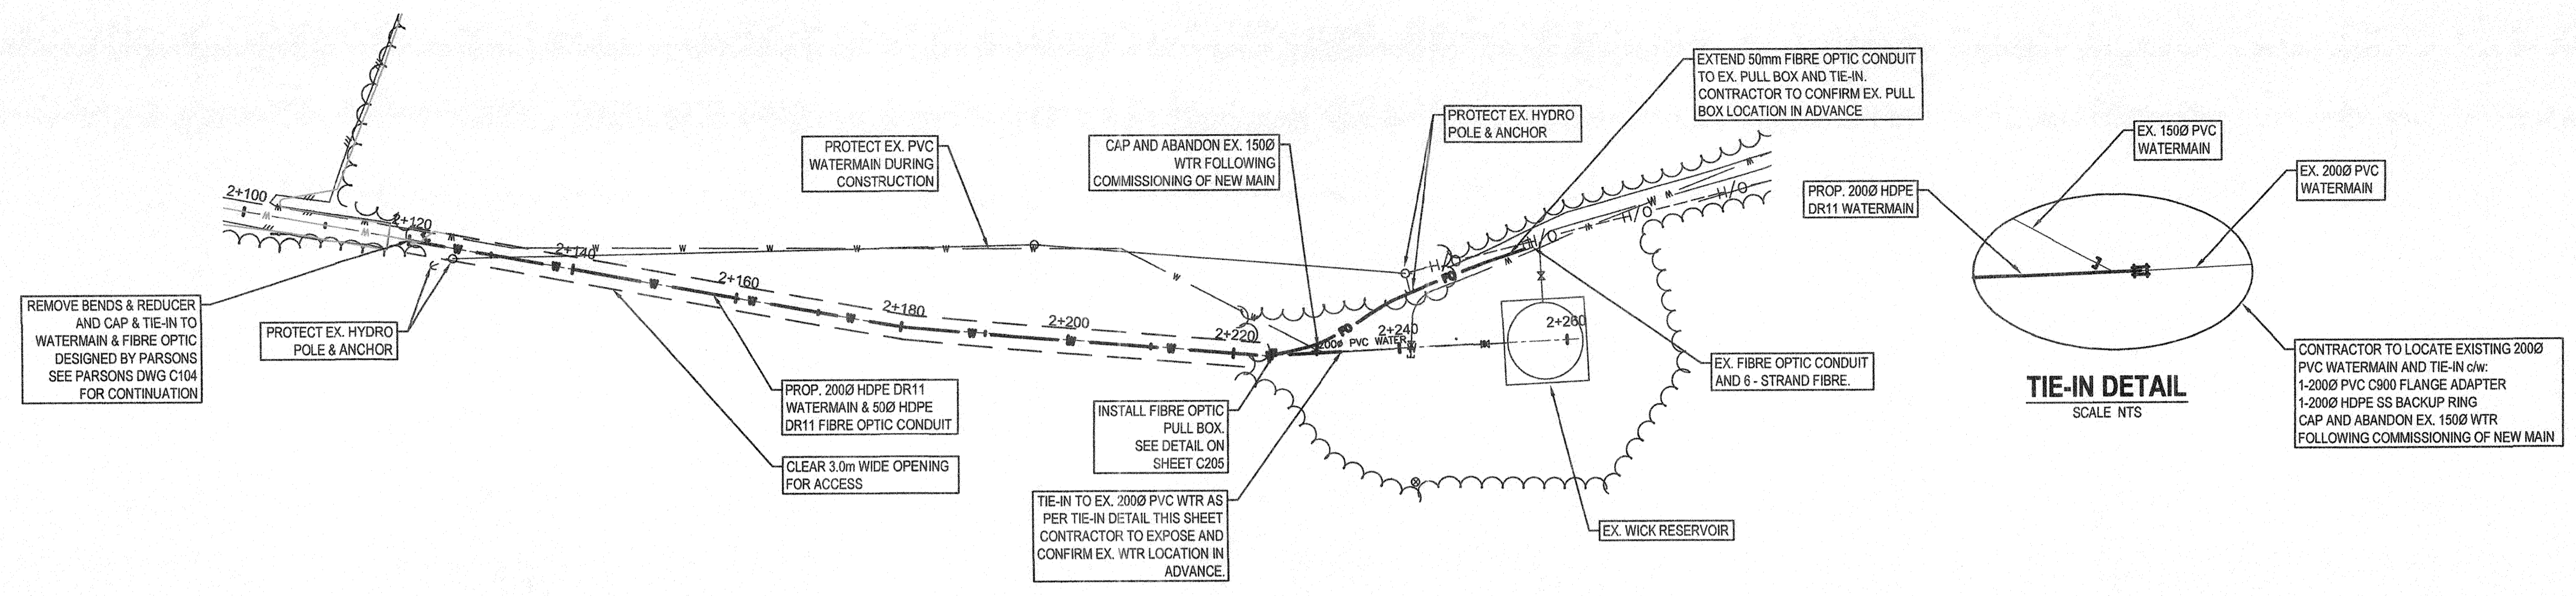 EXTEND 50mm FIBRE OPTIC CONDUIT
TO EX. PULL BOX AND TIE-IN.
CONTRACTOR TO CONFIRM EX. PULL
BOX LOCATION IN ADVANCE
PROTECT EX. HYDRO
POLE & ANCHOR
PROTECT EX. PVC
WATERMAIN DURING
CONSTRUCTION
CAP AND ABANDON EX. 150Ø
WTR FOLLOWING
COMMISSIONING OF NEW MAIN
EX. 150Ø PVC
WATERMAIN
EX. 200Ø PVC
WATERMAIN
PROP. 200Ø HDPE
DR11 WATERMAIN
2+100
2+120
2+140
2+160
2+180
2+200
2+220
2+240
2+260
W W W W W W
W
H/O H/O H/O H/O
FO
FO
200Ø PVC WATER
REMOVE BENDS & REDUCER
AND CAP & TIE-IN TO
WATERMAIN & FIBRE OPTIC
DESIGNED BY PARSONS
SEE PARSONS DWG C104
FOR CONTINUATION
PROTECT EX. HYDRO
POLE & ANCHOR
PROP. 200Ø HDPE DR11
WATERMAIN & 50Ø HDPE
DR11 FIBRE OPTIC CONDUIT
CLEAR 3.0m WIDE OPENING
FOR ACCESS
INSTALL FIBRE OPTIC
PULL BOX.
SEE DETAIL ON
SHEET C205
TIE-IN TO EX. 200Ø PVC WTR AS
PER TIE-IN DETAIL THIS SHEET
CONTRACTOR TO EXPOSE AND
CONFIRM EX. WTR LOCATION IN
ADVANCE.
EX. FIBRE OPTIC CONDUIT
AND 6 - STRAND FIBRE.
EX. WICK RESERVOIR
TIE-IN DETAIL
SCALE NTS
CONTRACTOR TO LOCATE EXISTING 200Ø
PVC WATERMAIN AND TIE-IN c/w:
1-200Ø PVC C900 FLANGE ADAPTER
1-200Ø HDPE SS BACKUP RING
CAP AND ABANDON EX. 150Ø WTR
FOLLOWING COMMISSIONING OF NEW MAIN